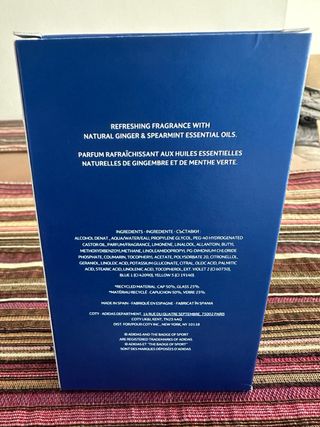 REFRESHING FRAGRANCE WITH
NATURAL GINGER & SPEARMINT ESSENTIAL OILS.
PARFUM RAFRAÎCHISSANT AUX HUILES ESSENTIELLES
NATURELLES DE GINGEMBRE ET DE MENTHE VERTE.
INGREDIENTS - INGREDIENTE - СЪСТАВКИ:
ALCOHOL DENAT., AQUA/WATER/EAU, PROPYLENE GLYCOL, PEG-40 HYDROGENATED
CASTOR OIL, PARFUM/FRAGRANCE, LIMONENE, LINALOOL, ALLANTOIN, BUTYL
METHOXYDIBENZOYLMETHANE, LINOLEAMIDOPROPYL PG-DIMONIUM CHLORIDE
PHOSPHATE, COUMARIN, TOCOPHERYL ACETATE, POLYSORBATE 20, CITRONELLOL,
GERANIOL, LINOLEIC ACID, POTASSIUM GLUCONATE, CITRAL, OLEIC ACID, PALMITIC
ACID, STEARIC ACID, LINOLENIC ACID, TOCOPHEROL, EXT. VIOLET 2 (CI 60730),
BLUE 1 (CI 42090), YELLOW 5 (CI 19140).
*RECYCLED MATERIAL: CAP 50%, GLASS 25%
*MATÉRIAU RECYCLÉ: CAPUCHON 50%, VERRE 25%
MADE IN SPAIN - FABRIQUÉ EN ESPAGNE - FABRICAT ÎN SPANIA
COTY ADIDAS DEPARTMENT, 14 RUE DU QUATRE SEPTEMBRE, 75002 PARIS
COTY UK&I, KENT, TN23 4AQ
DIST. FOR/POUR COTY INC., NEW YORK, NY 10118
© ADIDAS AND THE BADGE OF SPORT
ARE REGISTERED TRADEMARKS OF ADIDAS.
© ADIDAS ET "THE BADGE OF SPORT"
SONT DES MARQUES DÉPOSÉES D'ADIDAS.